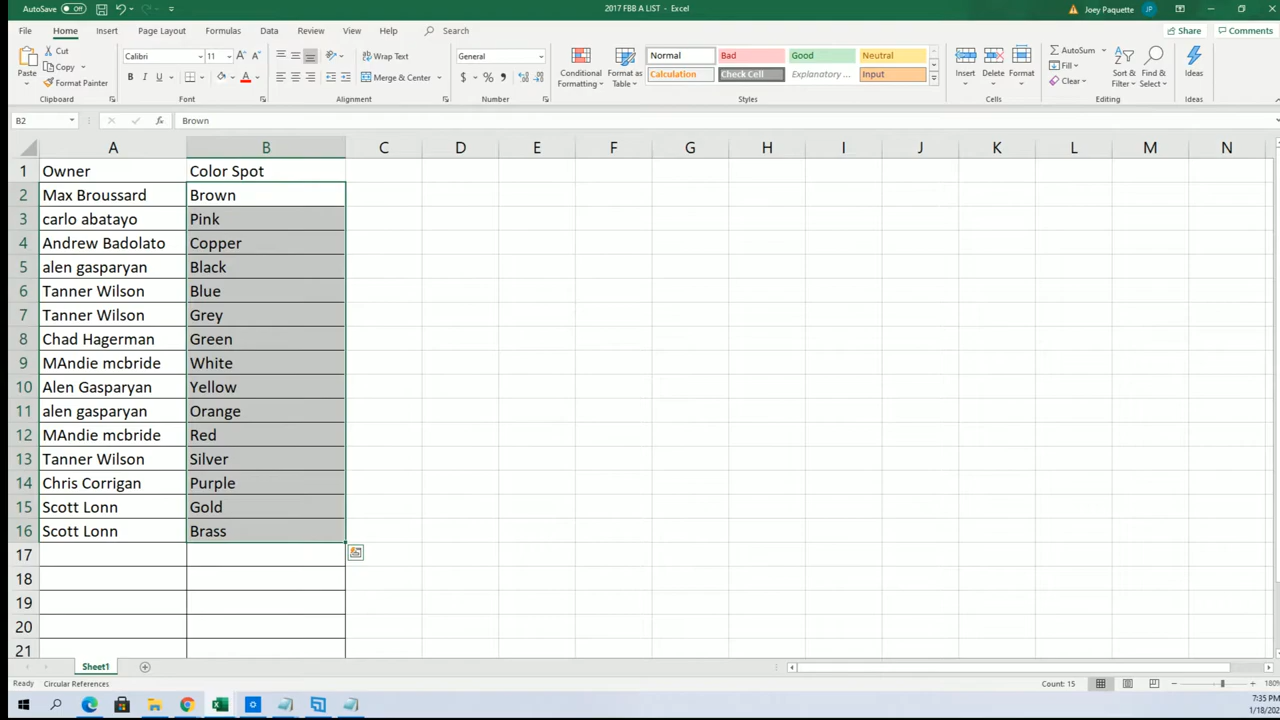 AutoSave Off 2017 FBB A LIST - Excel Joey Paquette JP
File Home Insert Page Layout Formulas Data Review View Help Search Share Comments
Cut Calibri 11 Wrap Text General Normal Bad Good Neutral AutoSum
Copy Fill
Paste Format Painter B I U Merge & Center $ % Conditional Formatting Format as Table Calculation Check Cell Explanatory ... Input Insert Delete Format Clear Sort & Filter Find & Select Ideas
Clipboard Font Alignment Number Styles Cells Editing Ideas
B2 fx Brown
A B C D E F G H I J K L M N
1 Owner Color Spot
2 Max Broussard Brown
3 carlo abatayo Pink
4 Andrew Badolato Copper
5 alen gasparyan Black
6 Tanner Wilson Blue
7 Tanner Wilson Grey
8 Chad Hagerman Green
9 MAndie mcbride White
10 Alen Gasparyan Yellow
11 alen gasparyan Orange
12 MAndie mcbride Red
13 Tanner Wilson Silver
14 Chris Corrigan Purple
15 Scott Lonn Gold
16 Scott Lonn Brass
17
18
19
20
21
Sheet1
Ready Circular References Count: 15 180%
7:35 PM